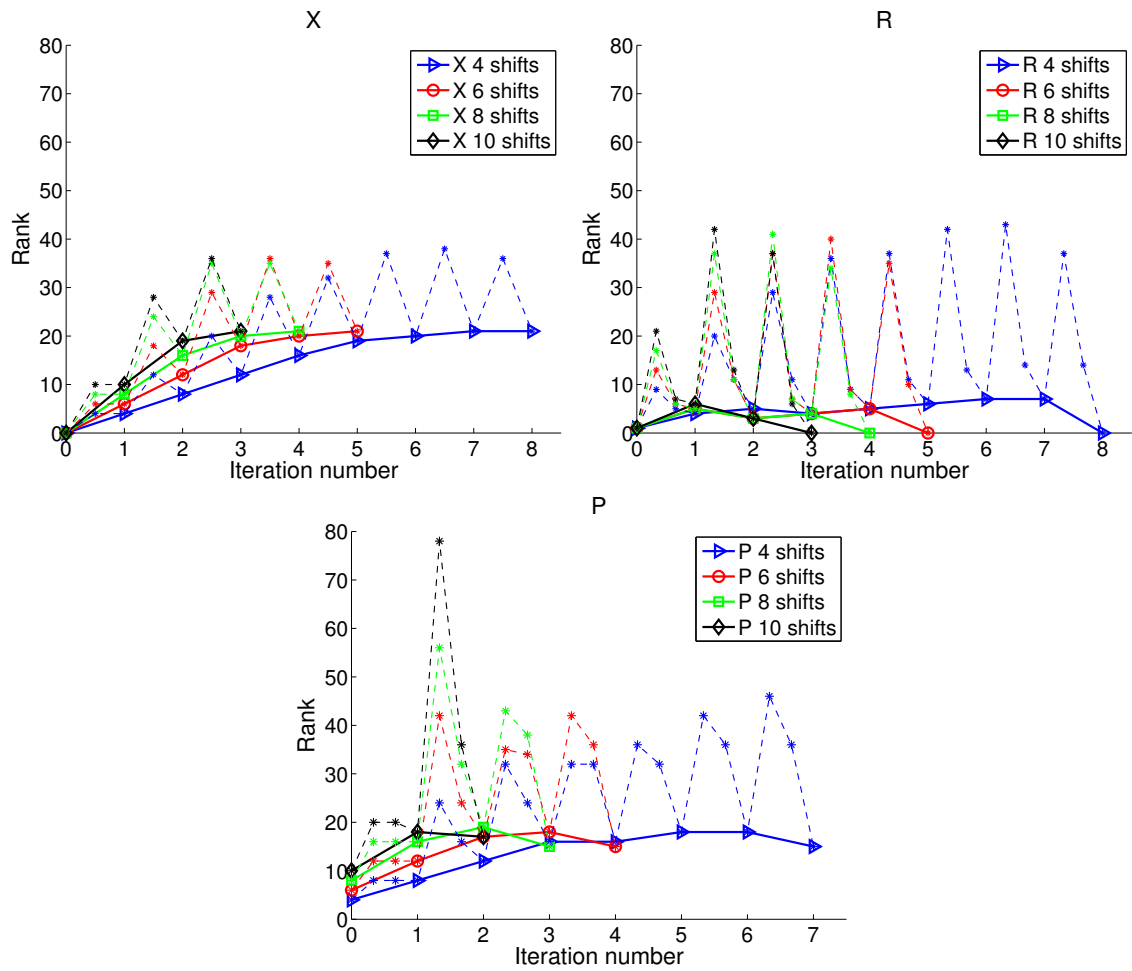 X
80
70
60
50
40
30
20
10
0
Rank
0 1 2 3 4 5 6 7 8
Iteration number
X 4 shifts
X 6 shifts
X 8 shifts
X 10 shifts
R
80
70
60
50
40
30
20
10
0
Rank
0 1 2 3 4 5 6 7 8
Iteration number
R 4 shifts
R 6 shifts
R 8 shifts
R 10 shifts
P
80
70
60
50
40
30
20
10
0
Rank
0 1 2 3 4 5 6 7
Iteration number
P 4 shifts
P 6 shifts
P 8 shifts
P 10 shifts